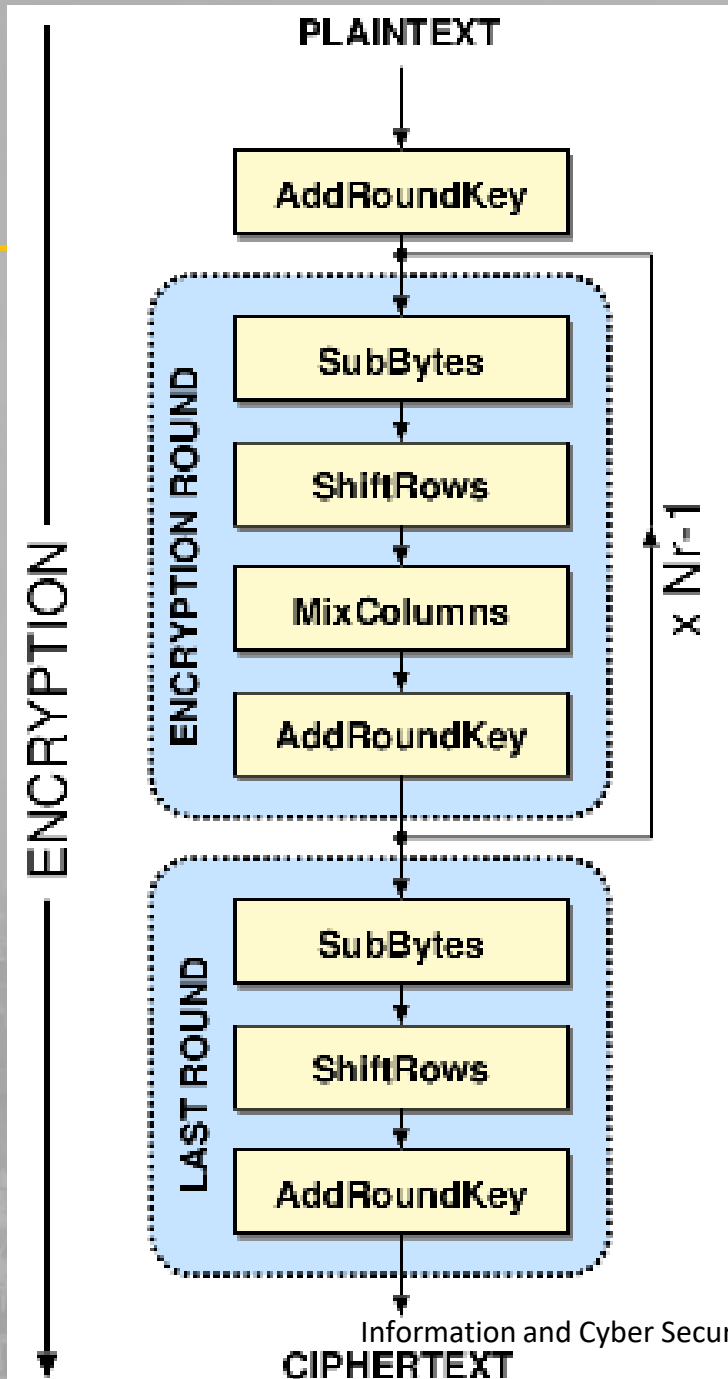 PLAINTEXT
AddRoundKey
ENCRYPTION ROUND
SubBytes
ShiftRows
MixColumns
AddRoundKey
x Nr-1
ENCRYPTION
LAST ROUND
SubBytes
ShiftRows
AddRoundKey
Information and Cyber Secur
CIPHERTEXT